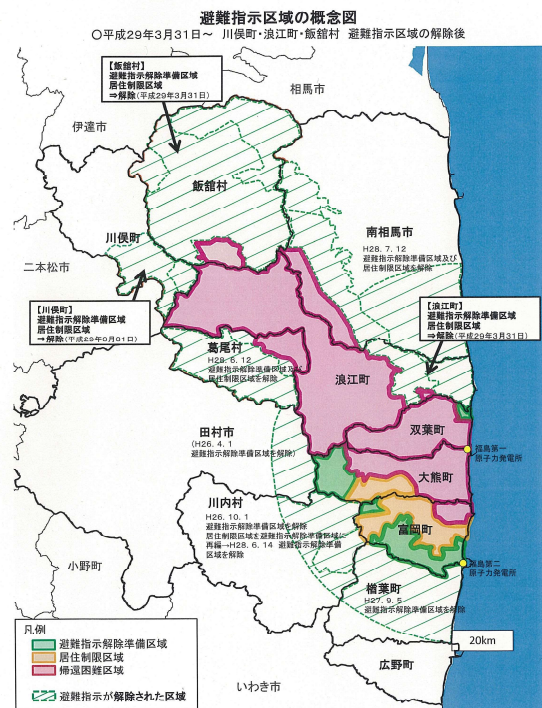 避難指示区域の概念図
〇平成29年3月31日～ 川俣町・浪江町・飯舘村 避難指示区域の解除後
【飯舘村】
避難指示解除準備区域
居住制限区域
⇒解除(平成29年3月31日)
相馬市
伊達市
飯舘村
川俣町
二本松市
南相馬市
H28.7.12
避難指示解除準備区域及び
居住制限区域を解除
【川俣町】
避難指示解除準備区域
居住制限区域
⇒解除
【浪江町】
避難指示解除準備区域
居住制限区域
⇒解除(平成29年3月31日)
葛尾村
H28.6.12
避難指示解除準備区域及び
居住制限区域を解除
浪江町
田村市
(H26.4.1
避難指示解除準備区域を解除)
双葉町
福島第一
原子力発電所
大熊町
川内村
H26.10.1
避難指示解除準備区域を解除
居住制限区域を避難指示解除準備区域に
再編→H28.6.14 避難指示解除準備
区域を解除
富岡町
福島第二
原子力発電所
小野町
楢葉町
H27.9.5
避難指示解除準備区域を解除
20km
広野町
いわき市
凡例
避難指示解除準備区域
居住制限区域
帰還困難区域
避難指示が解除された区域